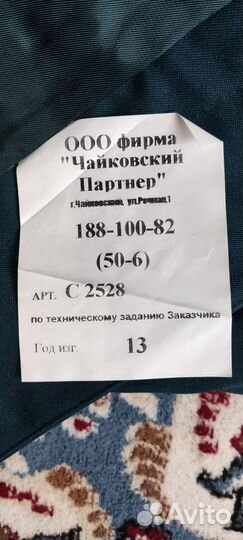 ООО фирма
"Чайковский
Партнер"
г.Чайковский, ул.Речная,1
188-100-82
(50-6)
АРТ. С 2528
по техническому заданию Заказчика
Год изг. 13
Avito